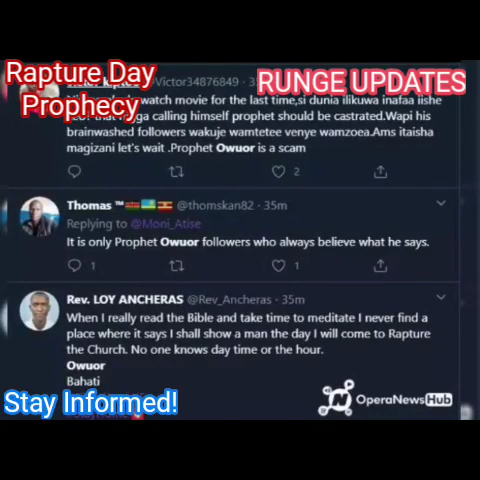 Rapture Day
Prophecy
RUNGE UPDATES
Victor34876849
watch movie for the last time,si dunia ilikuwa inafaa iishe
calling himself prophet should be castrated.Wapi his
brainwashed followers wakuje wamtetee venye wamzoea.Ams itaisha
magizani let's wait .Prophet Owuor is a scam
2
Thomas ™🇰🇪🇷🇼🇺🇬 @thomskan82 · 35m
Replying to @Moni_Atise
It is only Prophet Owuor followers who always believe what he says.
1 1
Rev. LOY ANCHERAS @Rev_Ancheras · 35m
When I really read the Bible and take time to meditate I never find a
place where it says I shall show a man the day I will come to Rapture
the Church. No one knows day time or the hour.
Owuor
Bahati
Stay Informed!
OperaNews Hub